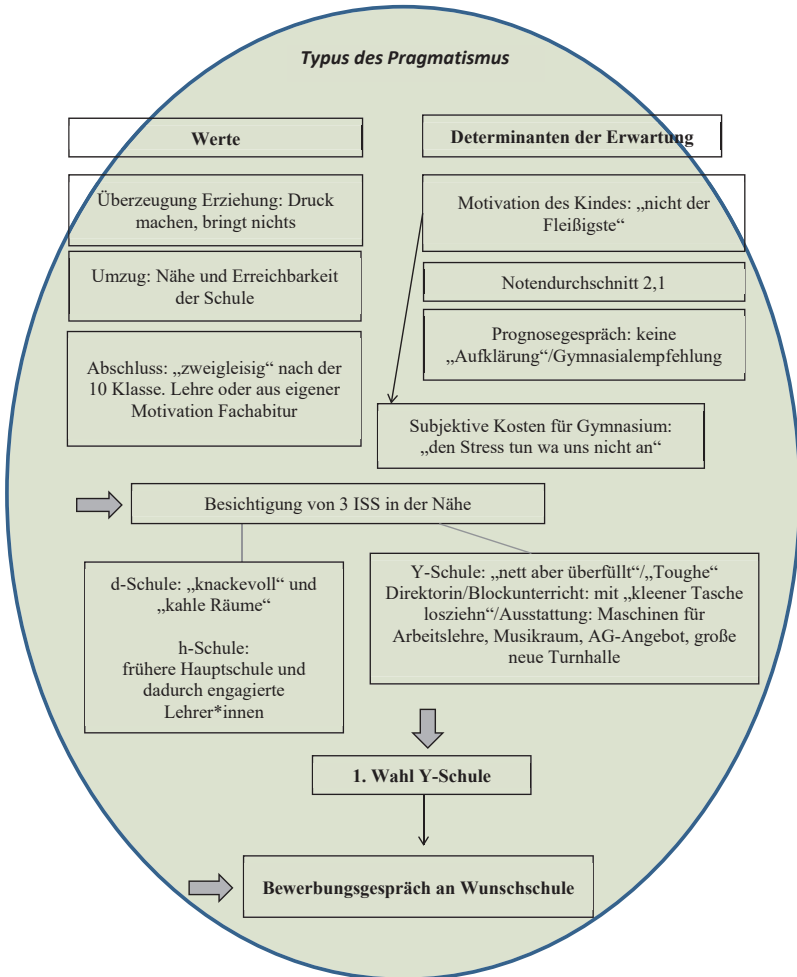 Typus des Pragmatismus
Werte
Überzeugung Erziehung: Druck
machen, bringt nichts
Umzug: Nähe und Erreichbarkeit
der Schule
Abschluss: „zweigleisig“ nach der
10 Klasse. Lehre oder aus eigener
Motivation Fachabitur
Determinanten der Erwartung
Motivation des Kindes: „nicht der
Fleißigste“
Notendurchschnitt 2,1
Prognosegespräch: keine
„Aufklärung“/Gymnasialempfehlung
Subjektive Kosten für Gymnasium:
„den Stress tun wa uns nicht an“
Besichtigung von 3 ISS in der Nähe
d-Schule: „knackevoll“ und
„kahle Räume“
h-Schule:
frühere Hauptschule und
dadurch engagierte
Lehrer*innen
Y-Schule: „nett aber überfüllt“/„Toughe“
Direktorin/Blockunterricht: mit „kleener Tasche
losziehn“/Ausstattung: Maschinen für
Arbeitslehre, Musikraum, AG-Angebot, große
neue Turnhalle
1. Wahl Y-Schule
Bewerbungsgespräch an Wunschschule